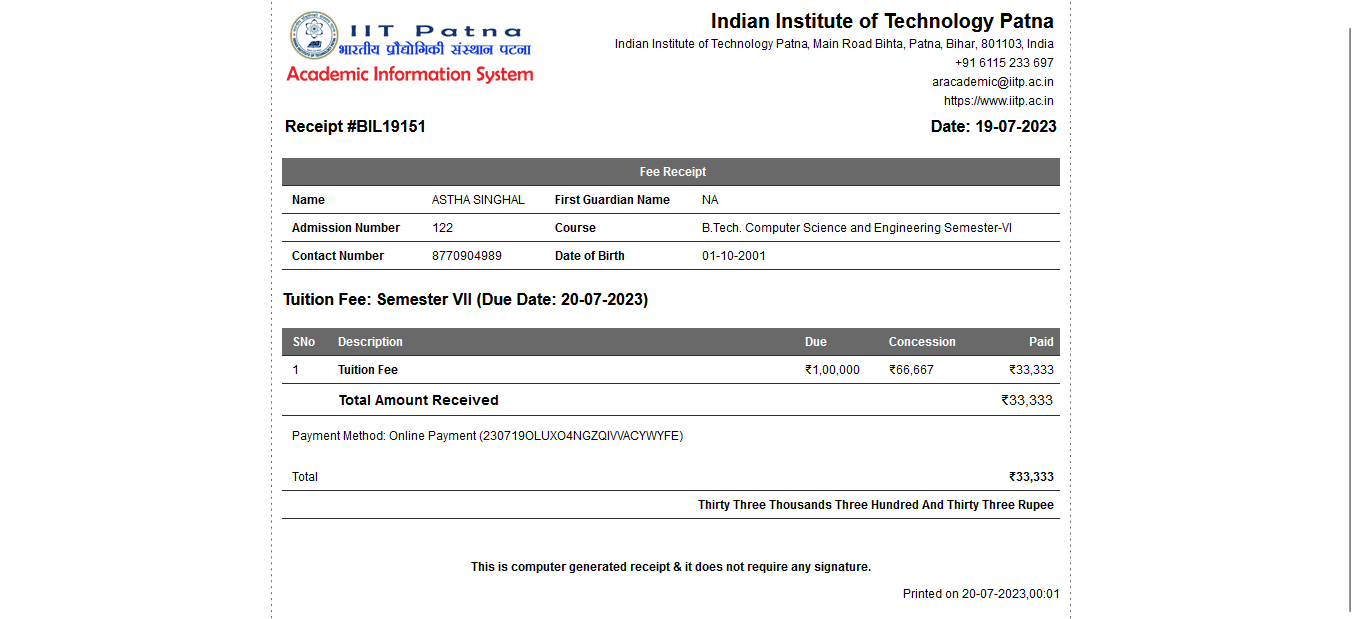 IIT Patna
भारतीय प्रौद्योगिकी संस्थान पटना
Academic Information System
Indian Institute of Technology Patna
Indian Institute of Technology Patna, Main Road Bihta, Patna, Bihar, 801103, India
+91 6115 233 697
aracademic@iitp.ac.in
https://www.iitp.ac.in
Receipt #BIL19151 Date: 19-07-2023
Fee Receipt
Name ASTHA SINGHAL First Guardian Name NA
Admission Number 122 Course B.Tech. Computer Science and Engineering Semester-VI
Contact Number 8770904989 Date of Birth 01-10-2001
Tuition Fee: Semester VII (Due Date: 20-07-2023)
SNo Description Due Concession Paid
1 Tuition Fee ₹1,00,000 ₹66,667 ₹33,333
Total Amount Received ₹33,333
Payment Method: Online Payment (230719OLUXO4NGZQIVVACYWYFE)
Total ₹33,333
Thirty Three Thousands Three Hundred And Thirty Three Rupee
This is computer generated receipt & it does not require any signature.
Printed on 20-07-2023,00:01